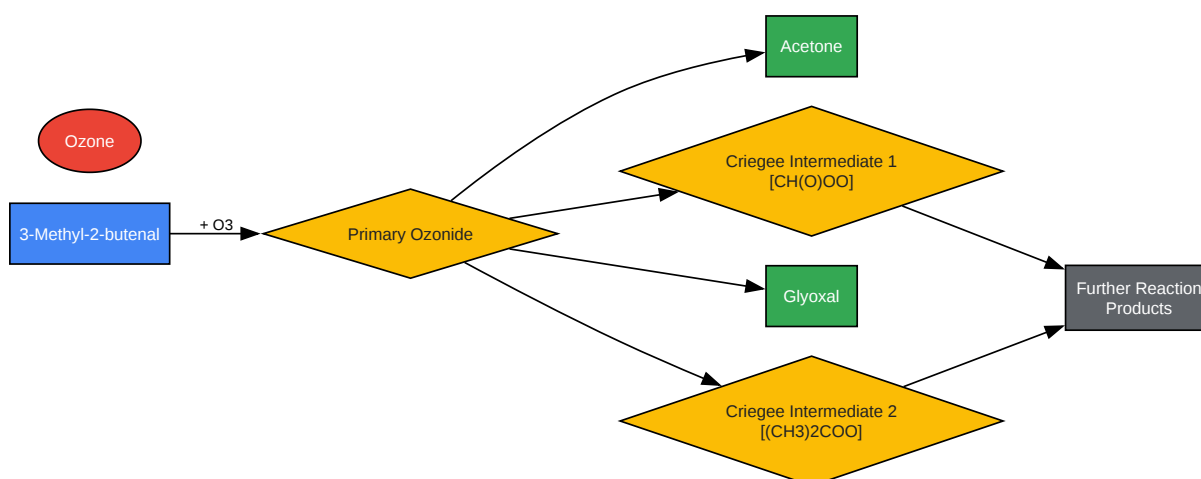 Acetone
Ozone
Criegee Intermediate 1
[CH(O)OO]
3-Methyl-2-butenal
+ O3
Primary Ozonide
Glyoxal
Further Reaction
Products
Criegee Intermediate 2
[(CH3)2COO]